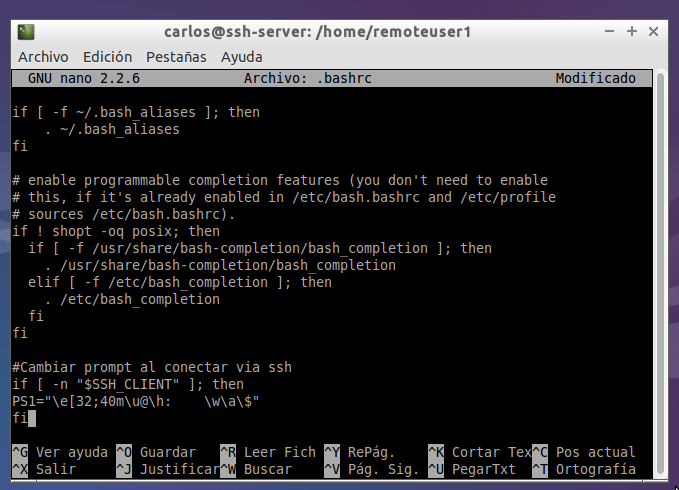 carlos@ssh-server: /home/remoteuser1
Archivo Edición Pestañas Ayuda
GNU nano 2.2.6 Archivo: .bashrc Modificado
if [ -f ~/.bash_aliases ]; then
. ~/.bash_aliases
fi
# enable programmable completion features (you don't need to enable
# this, if it's already enabled in /etc/bash.bashrc and /etc/profile
# sources /etc/bash.bashrc).
if ! shopt -oq posix; then
if [ -f /usr/share/bash-completion/bash_completion ]; then
. /usr/share/bash-completion/bash_completion
elif [ -f /etc/bash_completion ]; then
. /etc/bash_completion
fi
fi
#Cambiar prompt al conectar via ssh
if [ -n "$SSH_CLIENT" ]; then
PS1="\e[32;40m\u@\h:    \w\a\$"
fi
^G Ver ayuda ^O Guardar ^R Leer Fich ^Y RePág. ^K Cortar Tex ^C Pos actual
^X Salir ^J Justificar ^W Buscar ^V Pág. Sig. ^U PegarTxt ^T Ortografía